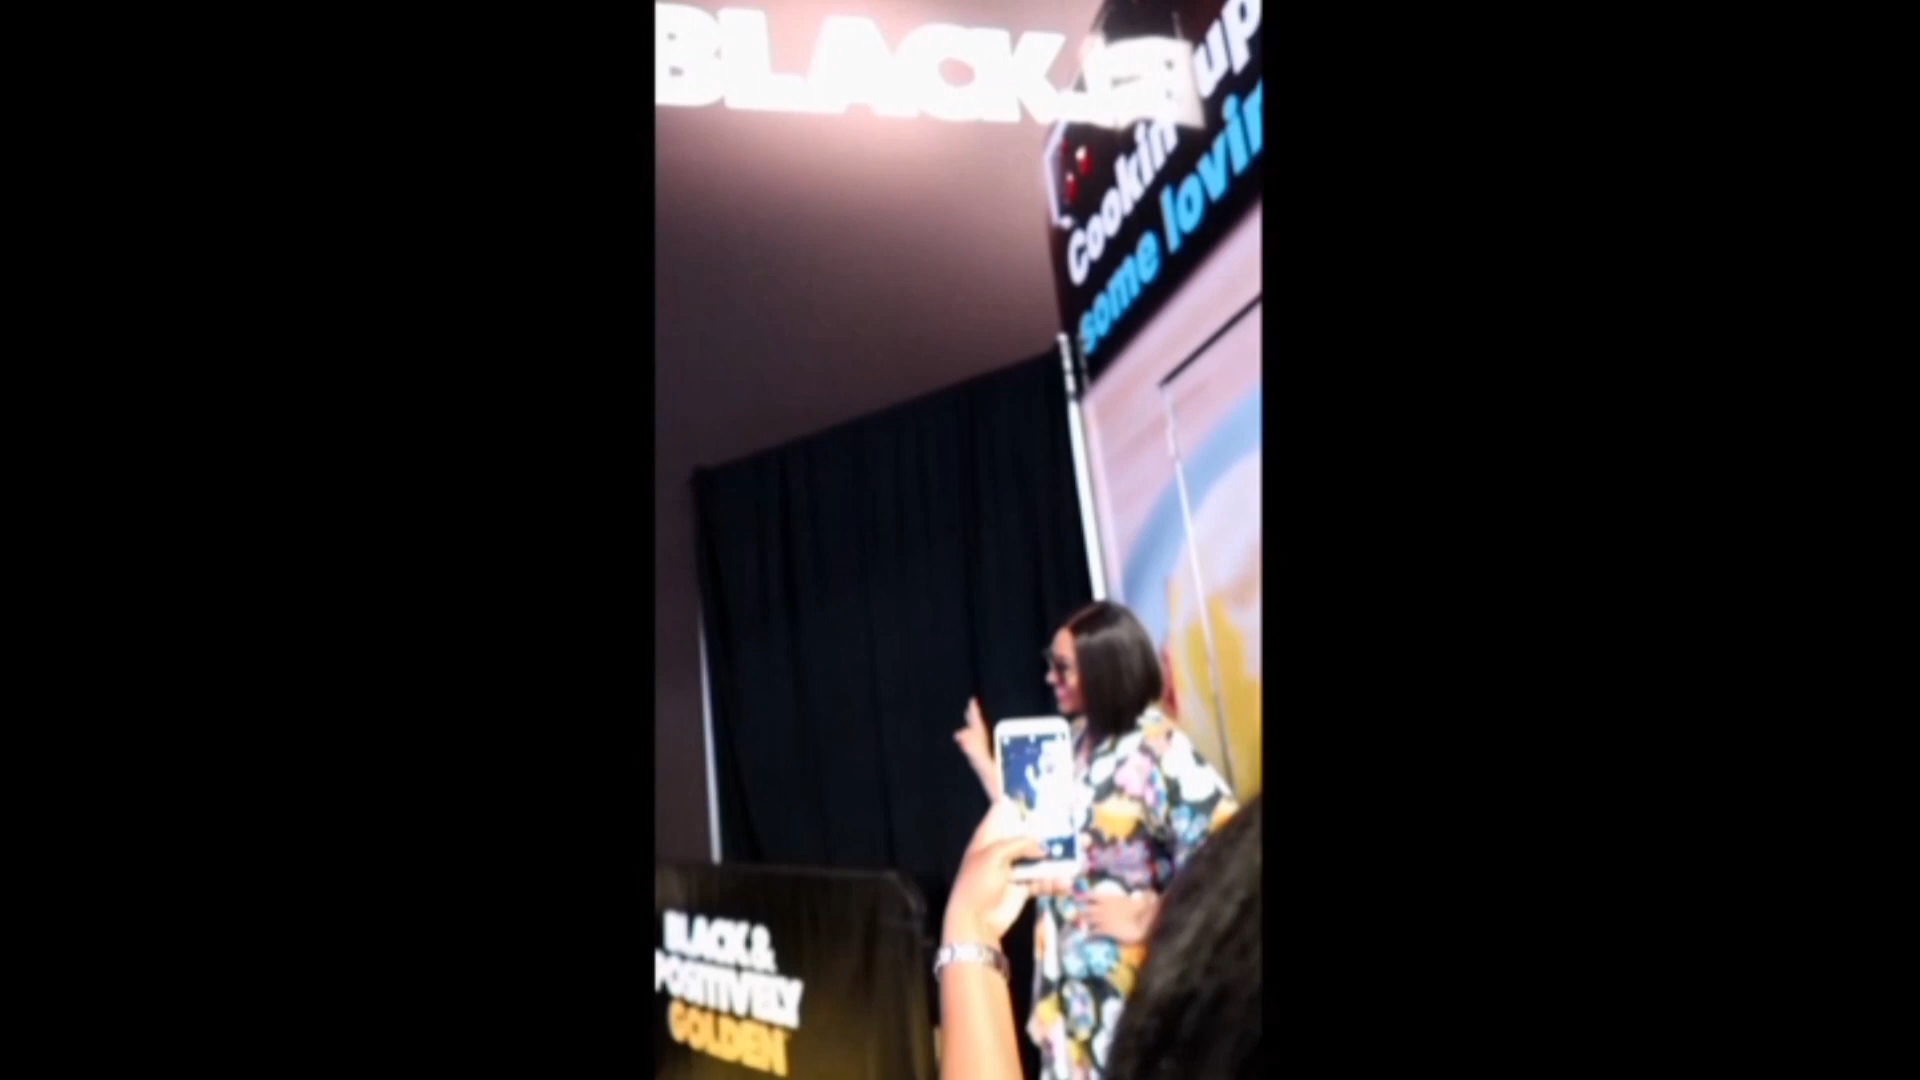 BLACK
Cookin' up
some lovin
BLACK &
POSITIVELY
GOLDEN